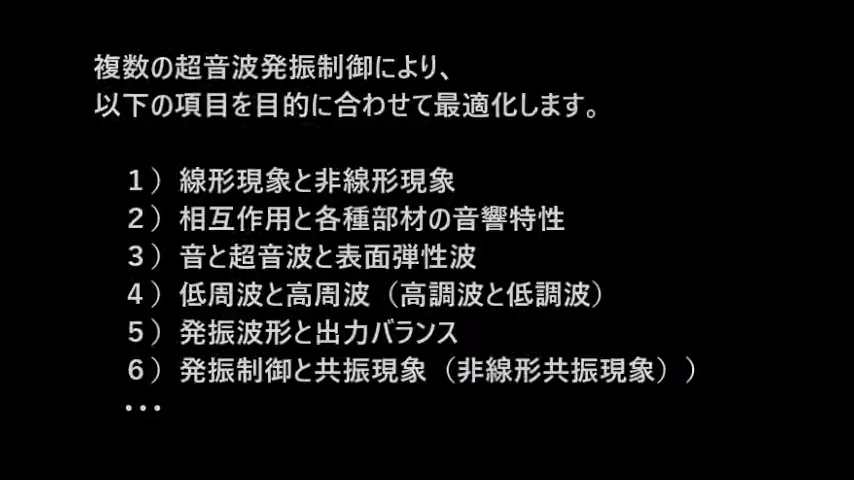 複数の超音波発振制御により、
以下の項目を目的に合わせて最適化します。
１）線形現象と非線形現象
２）相互作用と各種部材の音響特性
３）音と超音波と表面弾性波
４）低周波と高周波（高調波と低調波）
５）発振波形と出力バランス
６）発振制御と共振現象（非線形共振現象））
・・・